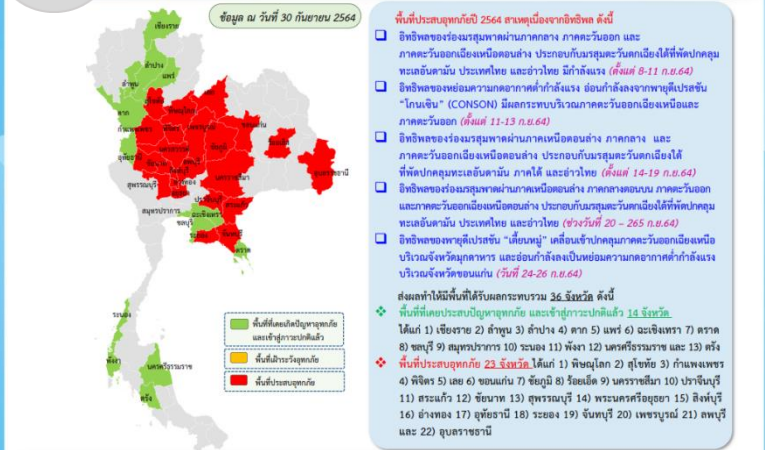 ข้อมูล ณ วันที่ 30 กันยายน 2564
เชียงราย
ลำปาง
ลำพูน
แพร่
ตาก
กำแพงเพชร
อุทัยธานี
สุพรรณบุรี
นครราชสีมา
อุบลราชธานี
สมุทรปราการ
ฉะเชิงเทรา
ชลบุรี
ตราด
ระนอง
พังงา
นครศรีธรรมราช
ตรัง
พื้นที่ที่เคยเกิดปัญหาอุทกภัย
และเข้าสู่ภาวะปกติแล้ว
พื้นที่เฝ้าระวังอุทกภัย
พื้นที่ประสบอุทกภัย
พื้นที่ประสบอุทกภัยปี 2564 สาเหตุเนื่องจากอิทธิพล ดังนี้
อิทธิพลของร่องมรสุมพาดผ่านภาคกลาง ภาคตะวันออก และ
ภาคตะวันออกเฉียงเหนือตอนล่าง ประกอบกับมรสุมตะวันตกเฉียงใต้ที่พัดปกคลุม
ทะเลอันดามัน ประเทศไทย และอ่าวไทย มีกำลังแรง (ตั้งแต่ 8-11 ก.ย.64)
อิทธิพลของหย่อมความกดอากาศต่ำกำลังแรง อ่อนกำลังลงจากพายุดีเปรสชัน
"โกนเซิน" (CONSON) มีผลกระทบบริเวณภาคตะวันออกเฉียงเหนือและ
ภาคตะวันออก (ตั้งแต่ 11-13 ก.ย.64)
อิทธิพลของร่องมรสุมพาดผ่านภาคเหนือตอนล่าง ภาคกลาง และ
ภาคตะวันออกเฉียงเหนือตอนล่าง ประกอบกับมรสุมตะวันตกเฉียงใต้
ที่พัดปกคลุมทะเลอันดามัน ภาคใต้ และอ่าวไทย (ตั้งแต่ 14-19 ก.ย.64)
อิทธิพลของร่องมรสุมพาดผ่านภาคเหนือตอนล่าง ภาคกลางตอนบน ภาคตะวันออก
และภาคตะวันออกเฉียงเหนือตอนล่าง ประกอบกับมรสุมตะวันตกเฉียงใต้ที่พัดปกคลุม
ทะเลอันดามัน ประเทศไทย และอ่าวไทย (ช่วงวันที่ 20 – 265 ก.ย.64)
อิทธิพลของพายุดีเปรสชัน "เตี้ยนหมู่" เคลื่อนเข้าปกคลุมภาคตะวันออกเฉียงเหนือ
บริเวณจังหวัดมุกดาหาร และอ่อนกำลังลงเป็นหย่อมความกดอากาศต่ำกำลังแรง
บริเวณจังหวัดขอนแก่น (วันที่ 24-26 ก.ย.64)
ส่งผลทำให้มีพื้นที่ได้รับผลกระทบรวม 36 จังหวัด ดังนี้
พื้นที่ที่เคยประสบปัญหาอุทกภัย และเข้าสู่ภาวะปกติแล้ว 14 จังหวัด
ได้แก่ 1) เชียงราย 2) ลำพูน 3) ลำปาง 4) ตาก 5) แพร่ 6) ฉะเชิงเทรา 7) ตราด
8) ชลบุรี 9) สมุทรปราการ 10) ระนอง 11) พังงา 12) นครศรีธรรมราช และ 13) ตรัง
พื้นที่ประสบอุทกภัย 23 จังหวัด ได้แก่ 1) พิษณุโลก 2) สุโขทัย 3) กำแพงเพชร
4) พิจิตร 5) เลย 6) ขอนแก่น 7) ชัยภูมิ 8) ร้อยเอ็ด 9) นครราชสีมา 10) ปราจีนบุรี
11) สระแก้ว 12) ชัยนาท 13) สุพรรณบุรี 14) พระนครศรีอยุธยา 15) สิงห์บุรี
16) อ่างทอง 17) อุทัยธานี 18) ระยอง 19) จันทบุรี 20) เพชรบูรณ์ 21) ลพบุรี
และ 22) อุบลราชธานี